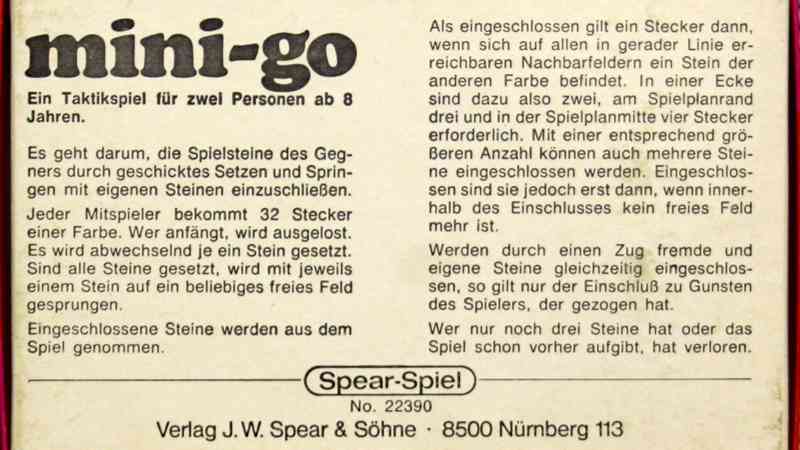 mini-go
Ein Taktikspiel für zwei Personen ab 8
Jahren.
Es geht darum, die Spielsteine des Geg-
ners durch geschicktes Setzen und Sprin-
gen mit eigenen Steinen einzuschließen.
Jeder Mitspieler bekommt 32 Stecker
einer Farbe. Wer anfängt, wird ausgelost.
Es wird abwechselnd je ein Stein gesetzt.
Sind alle Steine gesetzt, wird mit jeweils
einem Stein auf ein beliebiges freies Feld
gesprungen.
Eingeschlossene Steine werden aus dem
Spiel genommen.
Als eingeschlossen gilt ein Stecker dann,
wenn sich auf allen in gerader Linie er-
reichbaren Nachbarfeldern ein Stein der
anderen Farbe befindet. In einer Ecke
sind dazu also zwei, am Spielplanrand
drei und in der Spielplanmitte vier Stecker
erforderlich. Mit einer entsprechend grö-
ßeren Anzahl können auch mehrere Stei-
ne eingeschlossen werden. Eingeschlos-
sen sind sie jedoch erst dann, wenn inner-
halb des Einschlusses kein freies Feld
mehr ist.
Werden durch einen Zug fremde und
eigene Steine gleichzeitig eingeschlos-
sen, so gilt nur der Einschluß zu Gunsten
des Spielers, der gezogen hat.
Wer nur noch drei Steine hat oder das
Spiel schon vorher aufgibt, hat verloren.
Spear-Spiel
No. 22390
Verlag J. W. Spear & Söhne · 8500 Nürnberg 113